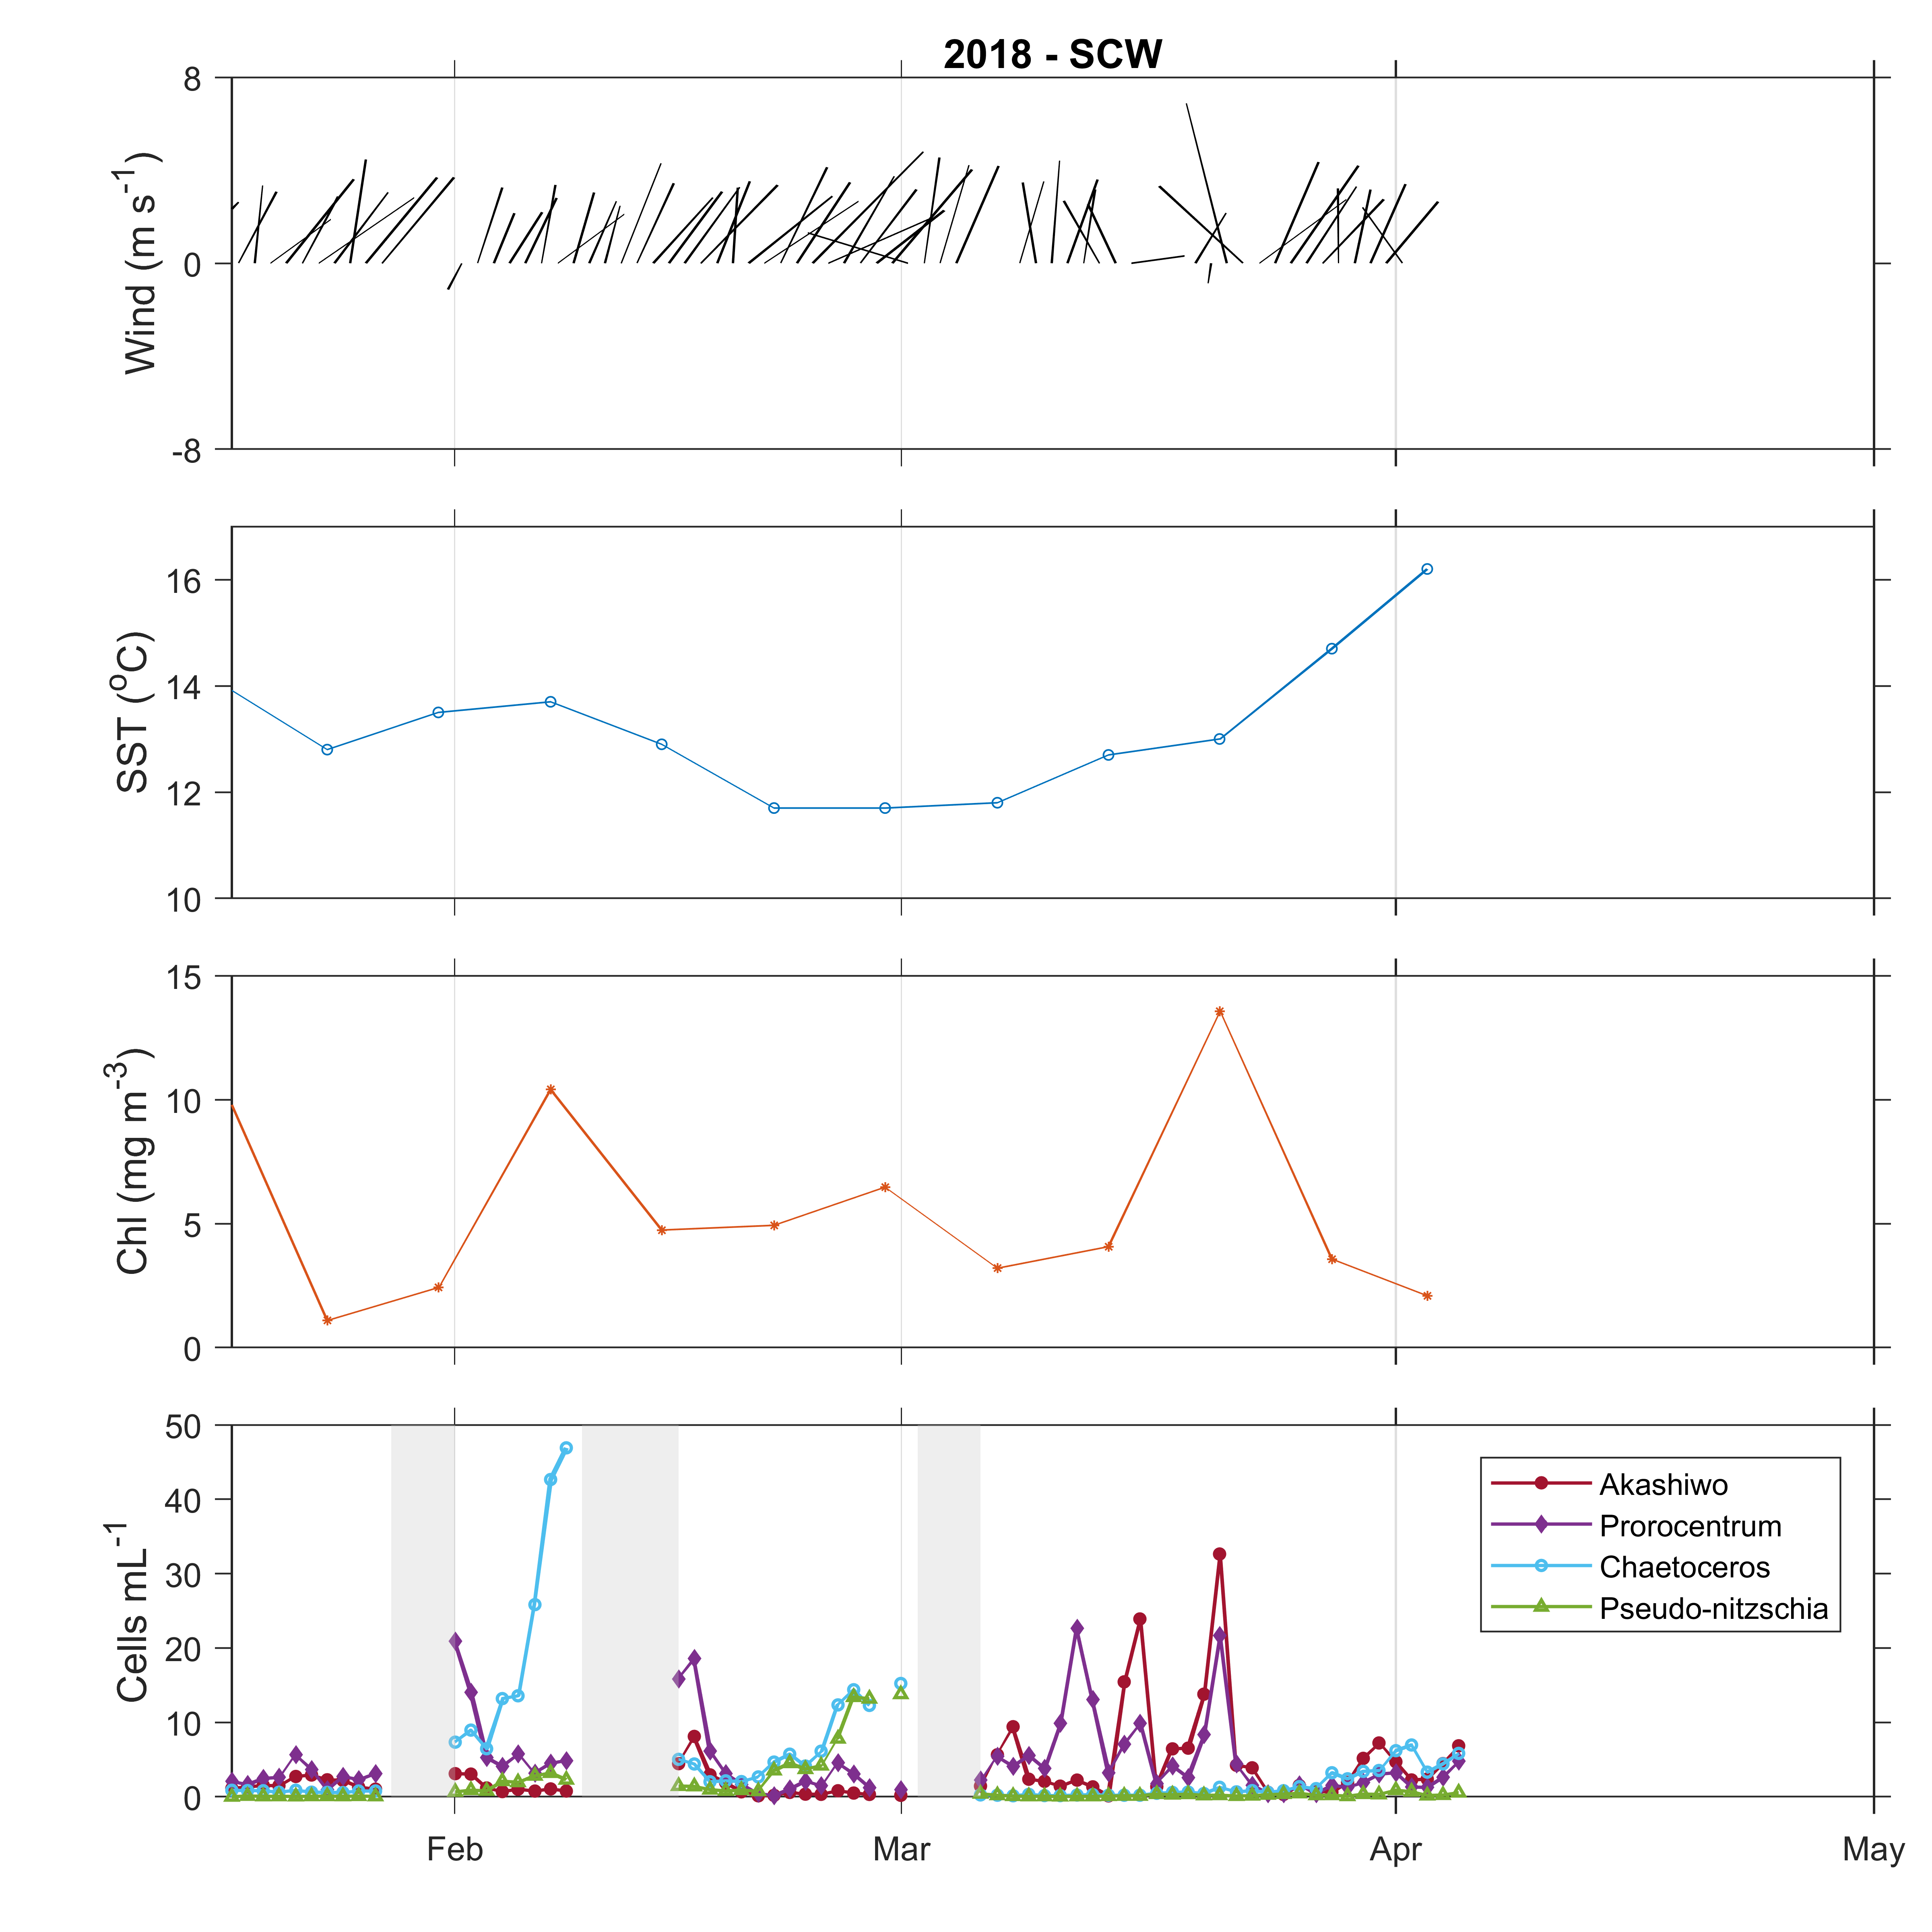 2018 - SCW
8
0
-8
Wind (m s⁻¹)
16
14
12
10
SST (°C)
15
10
5
0
Chl (mg m⁻³)
50
40
30
20
10
0
Cells mL⁻¹
Akashiwo
Prorocentrum
Chaetoceros
Pseudo-nitzschia
Feb Mar Apr May